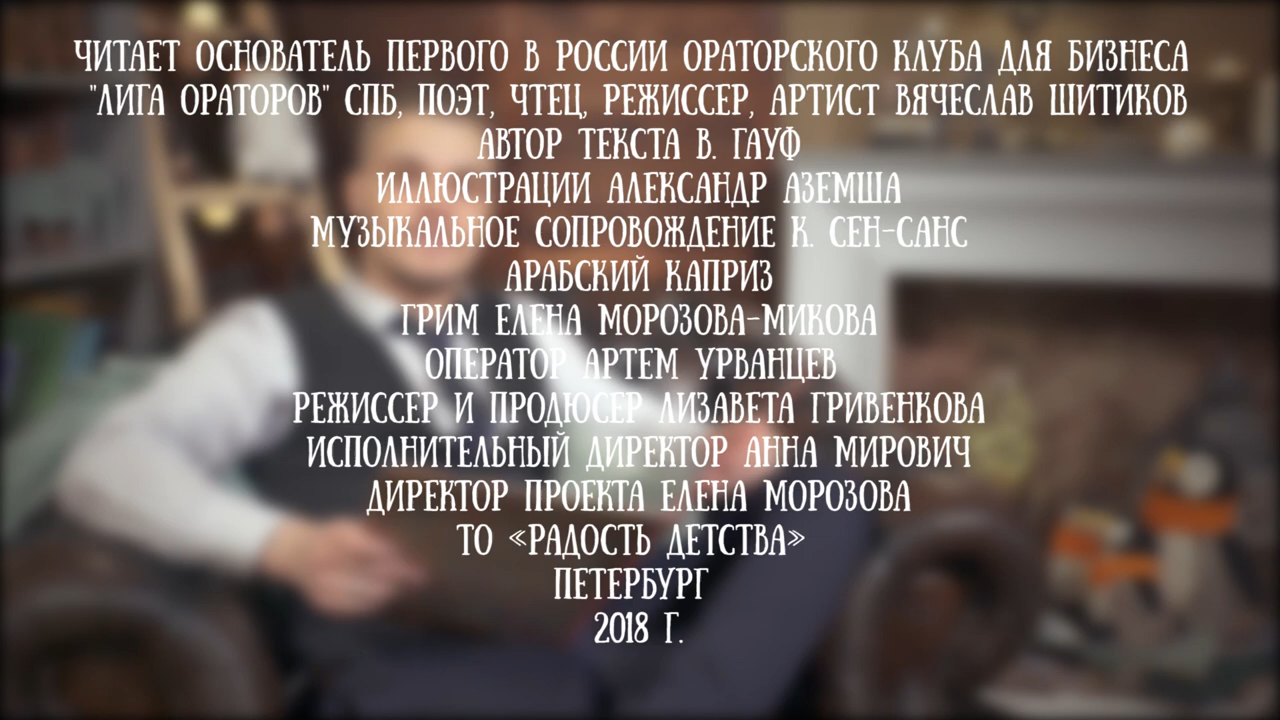 ЧИТАЕТ ОСНОВАТЕЛЬ ПЕРВОГО В РОССИИ ОРАТОРСКОГО КЛУБА ДЛЯ БИЗНЕСА
"ЛИГА ОРАТОРОВ" СПБ, ПОЭТ, ЧТЕЦ, РЕЖИССЕР, АРТИСТ ВЯЧЕСЛАВ ШИТИКОВ
АВТОР ТЕКСТА В. ГАУФ
ИЛЛЮСТРАЦИИ АЛЕКСАНДР АЗЕМША
МУЗЫКАЛЬНОЕ СОПРОВОЖДЕНИЕ К. СЕН-САНС
АРАБСКИЙ КАПРИЗ
ГРИМ ЕЛЕНА МОРОЗОВА-МИКОВА
ОПЕРАТОР АРТЕМ УРВАНЦЕВ
РЕЖИССЕР И ПРОДЮСЕР ЛИЗАВЕТА ГРИВЕНКОВА
ИСПОЛНИТЕЛЬНЫЙ ДИРЕКТОР АННА МИРОВИЧ
ДИРЕКТОР ПРОЕКТА ЕЛЕНА МОРОЗОВА
ТО «РАДОСТЬ ДЕТСТВА»
ПЕТЕРБУРГ
2018 Г.